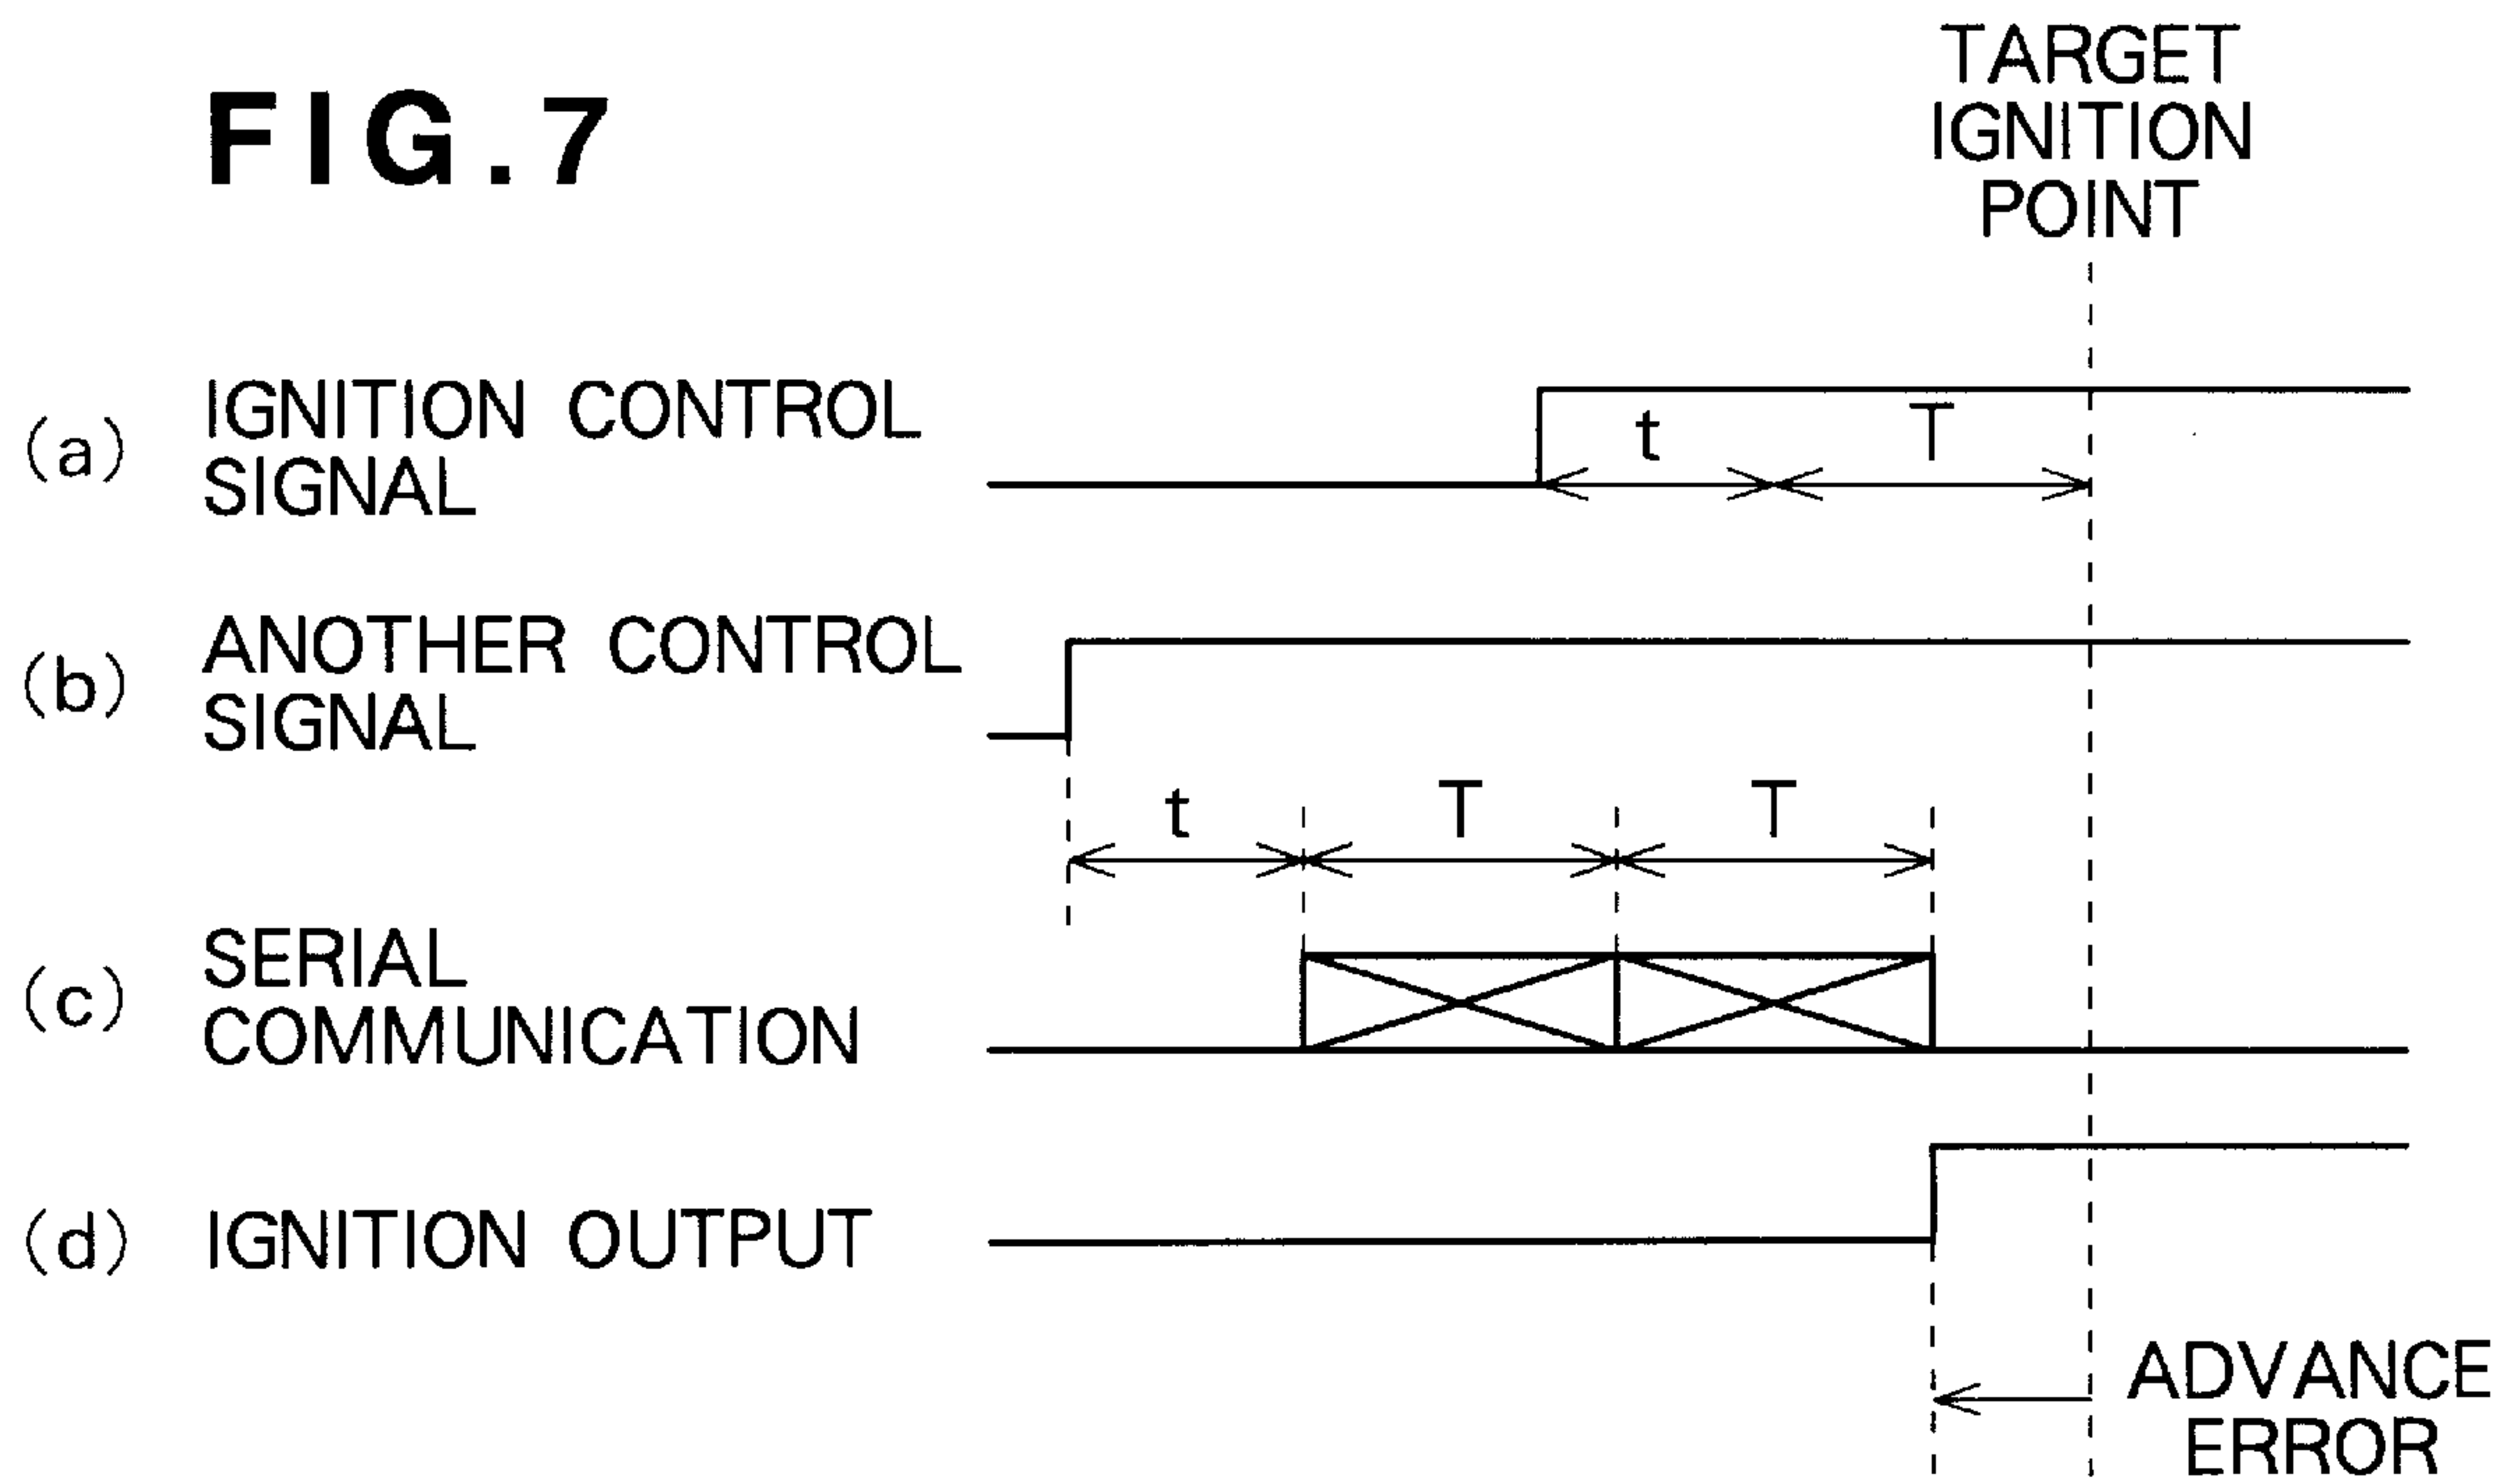 FIG.7
TARGET
IGNITION
POINT
(a) IGNITION CONTROL
SIGNAL
t T
(b) ANOTHER CONTROL
SIGNAL
t T T
(c) SERIAL
COMMUNICATION
(d) IGNITION OUTPUT
ADVANCE
ERROR